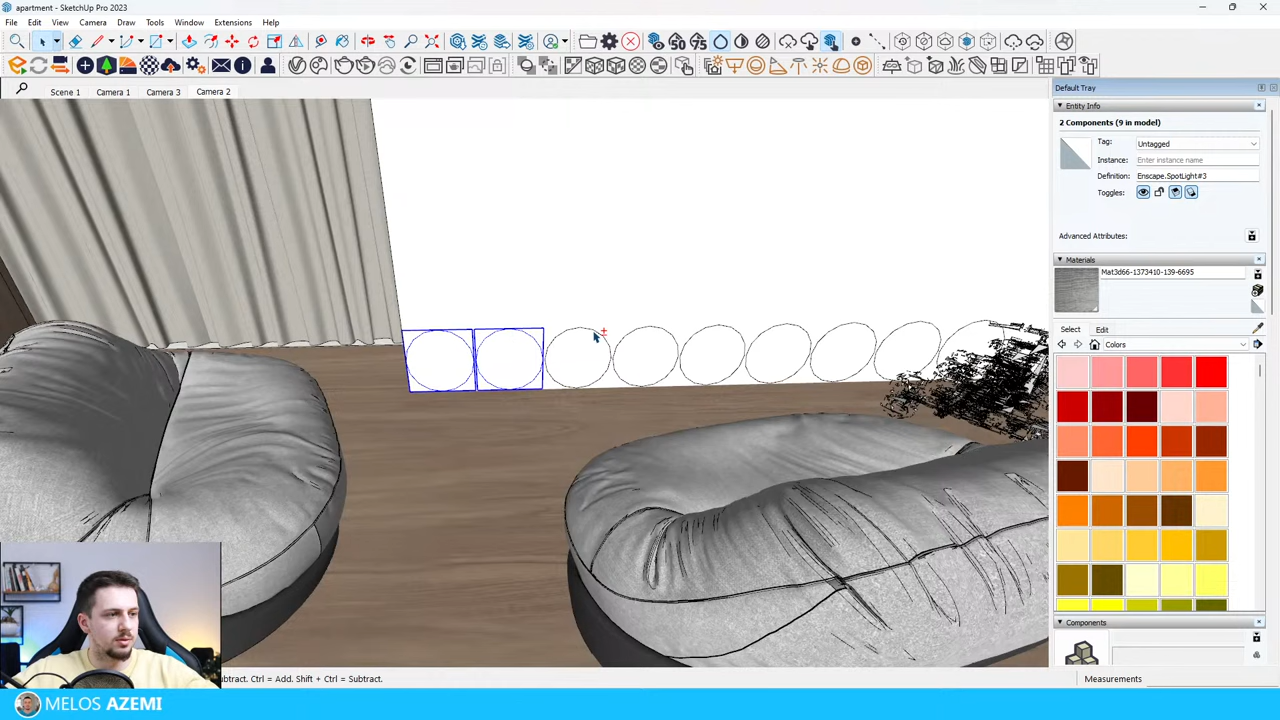 apartment - SketchUp Pro 2023
File Edit View Camera Draw Tools Window Extensions Help
50 75
Scene 1 Camera 1 Camera 3 Camera 2
Default Tray
Entity Info
2 Components (9 in model)
Tag: Untagged
Instance: Enter instance name
Definition: Enscape.SpotLight#3
Toggles:
Advanced Attributes:
Materials
Mat3d66-1373410-139-6695
Select Edit
Colors
Components
ubtract. Ctrl = Add. Shift + Ctrl = Subtract.
Measurements
MELOS AZEMI